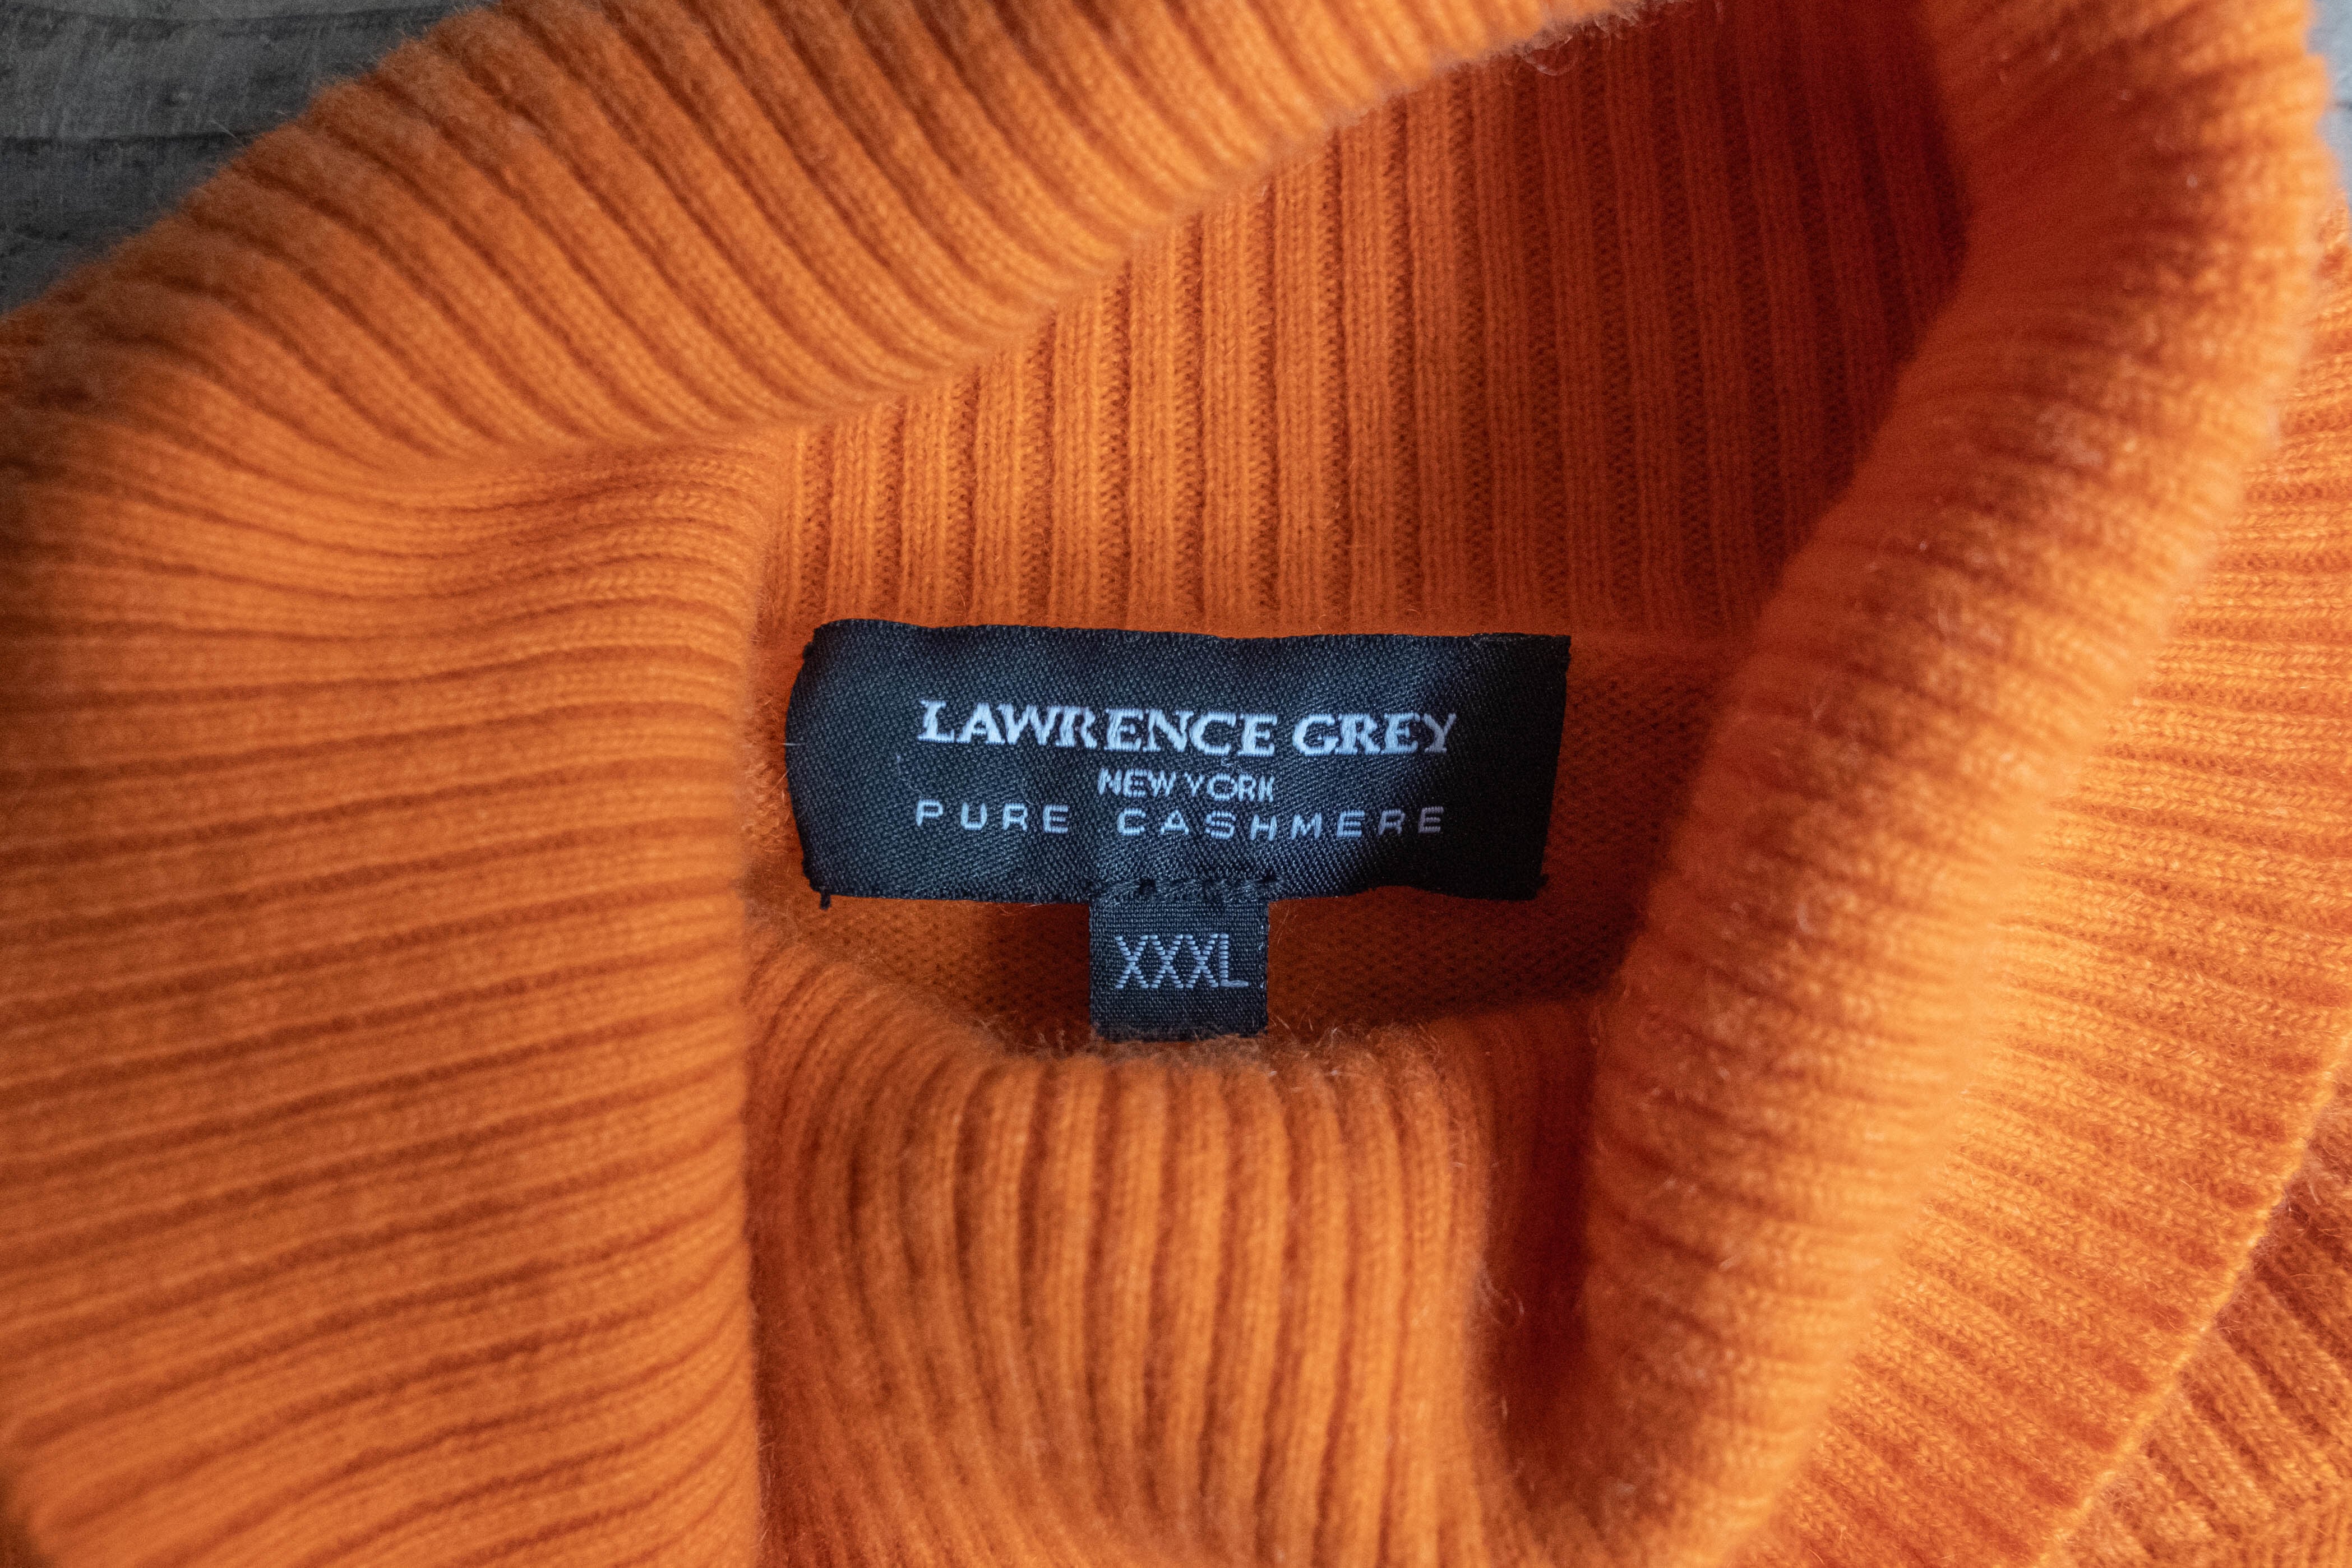 LAWRENCE GREY
NEW YORK
PURE CASHMERE
XXXL